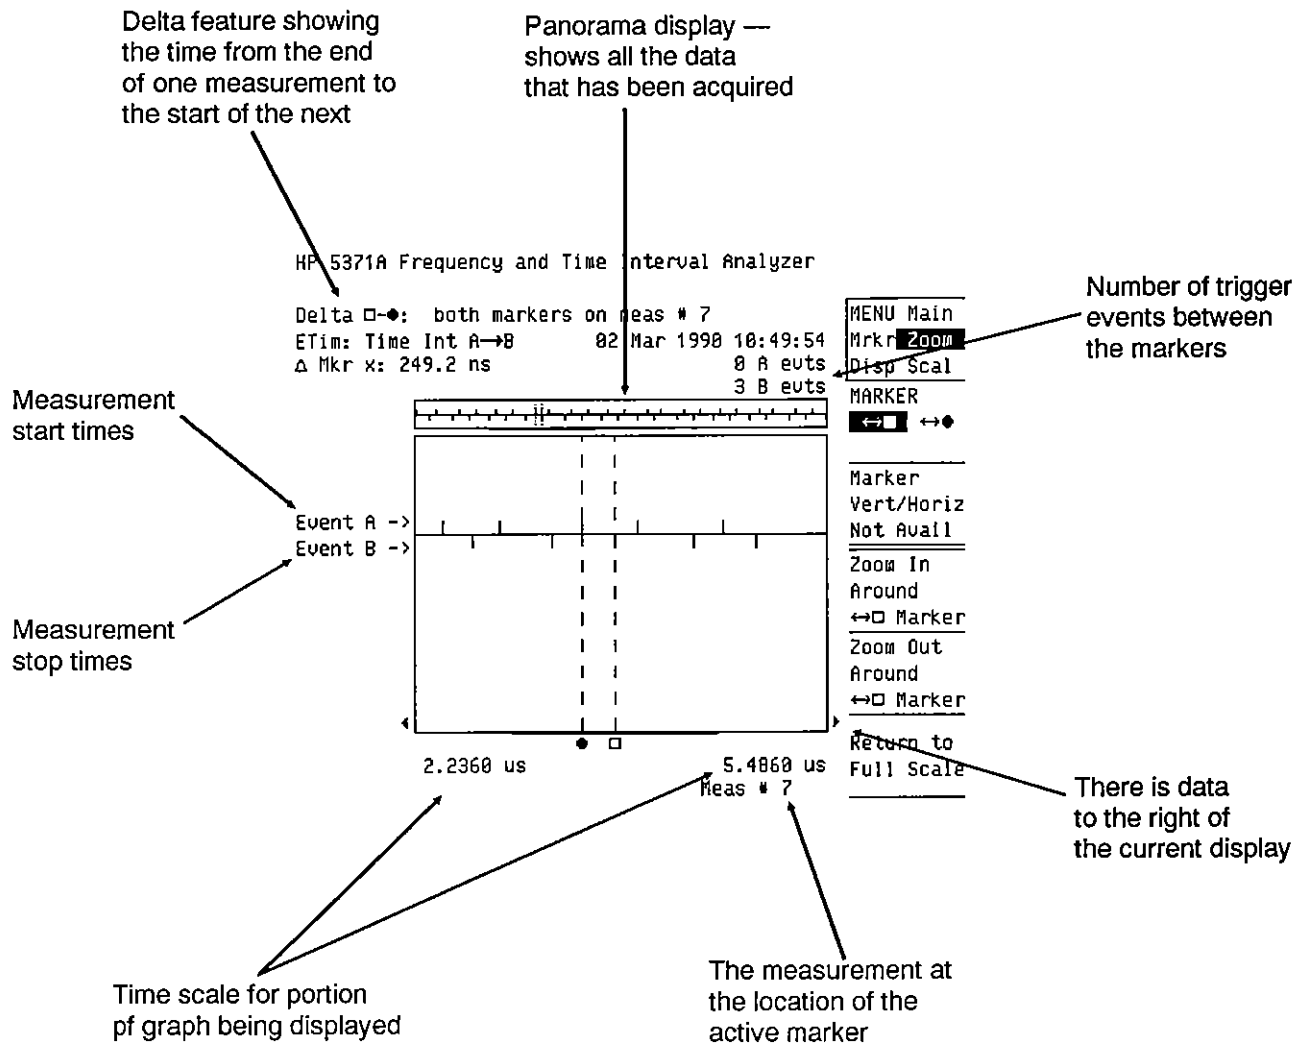 Delta feature showing
the time from the end
of one measurement to
the start of the next
Panorama display —
shows all the data
that has been acquired
HP 5371A Frequency and Time Interval Analyzer
Delta □-●: both markers on meas # 7
ETim: Time Int A→B 02 Mar 1990 10:49:54
Δ Mkr x: 249.2 ns 0 A evts
3 B evts
Number of trigger
events between
the markers
MENU Main
Mrkr Zoom
Disp Scal
MARKER
↔■ ↔●
Marker
Vert/Horiz
Not Avail
Zoom In
Around
↔□ Marker
Zoom Out
Around
↔□ Marker
Return to
Full Scale
Measurement
start times
Event A ->
Event B ->
Measurement
stop times
2.2360 us 5.4860 us
Meas # 7
There is data
to the right of
the current display
Time scale for portion
pf graph being displayed
The measurement at
the location of the
active marker